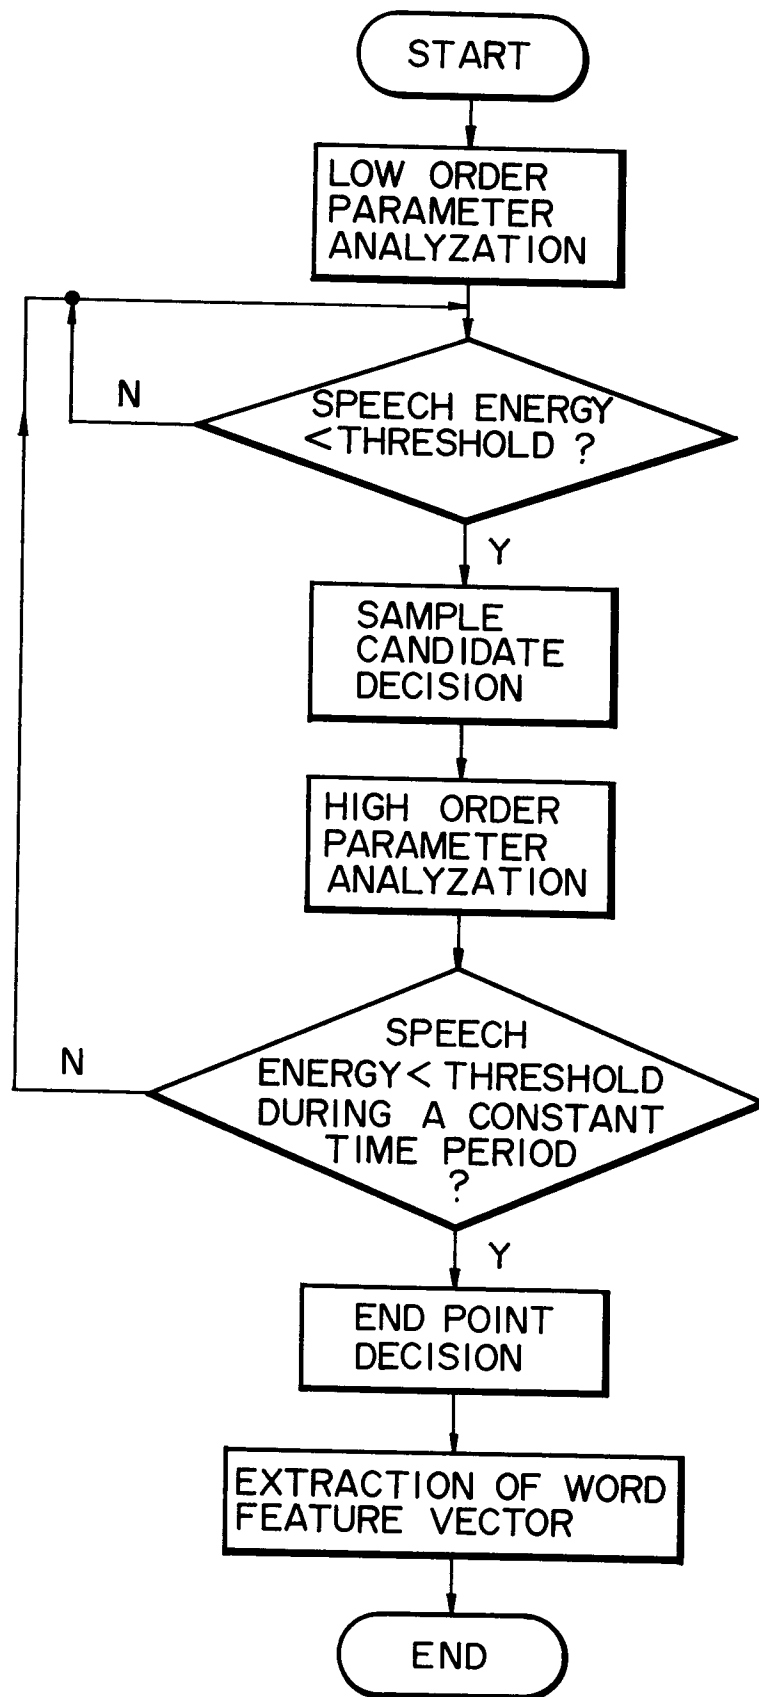 START
LOW ORDER
PARAMETER
ANALYZATION
N
SPEECH ENERGY
<THRESHOLD ?
Y
SAMPLE
CANDIDATE
DECISION
HIGH ORDER
PARAMETER
ANALYZATION
N
SPEECH
ENERGY< THRESHOLD
DURING A CONSTANT
TIME PERIOD
?
Y
END POINT
DECISION
EXTRACTION OF WORD
FEATURE VECTOR
END